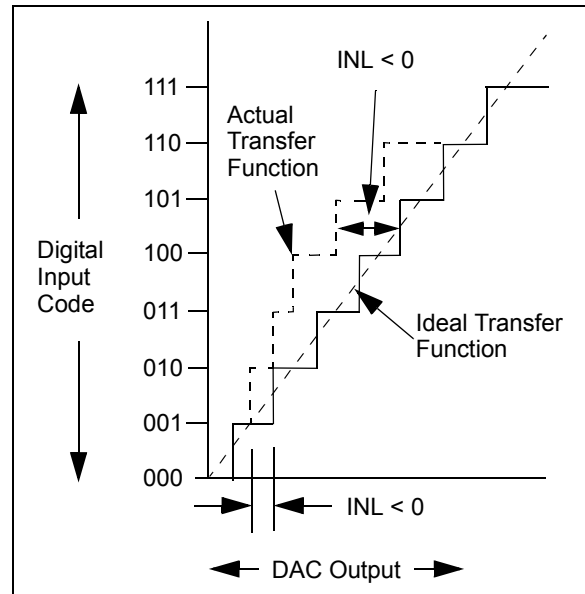 INL < 0
111
Actual
Transfer
Function
110
101
Digital
Input
Code
100
011
Ideal Transfer
Function
010
001
000
INL < 0
DAC Output